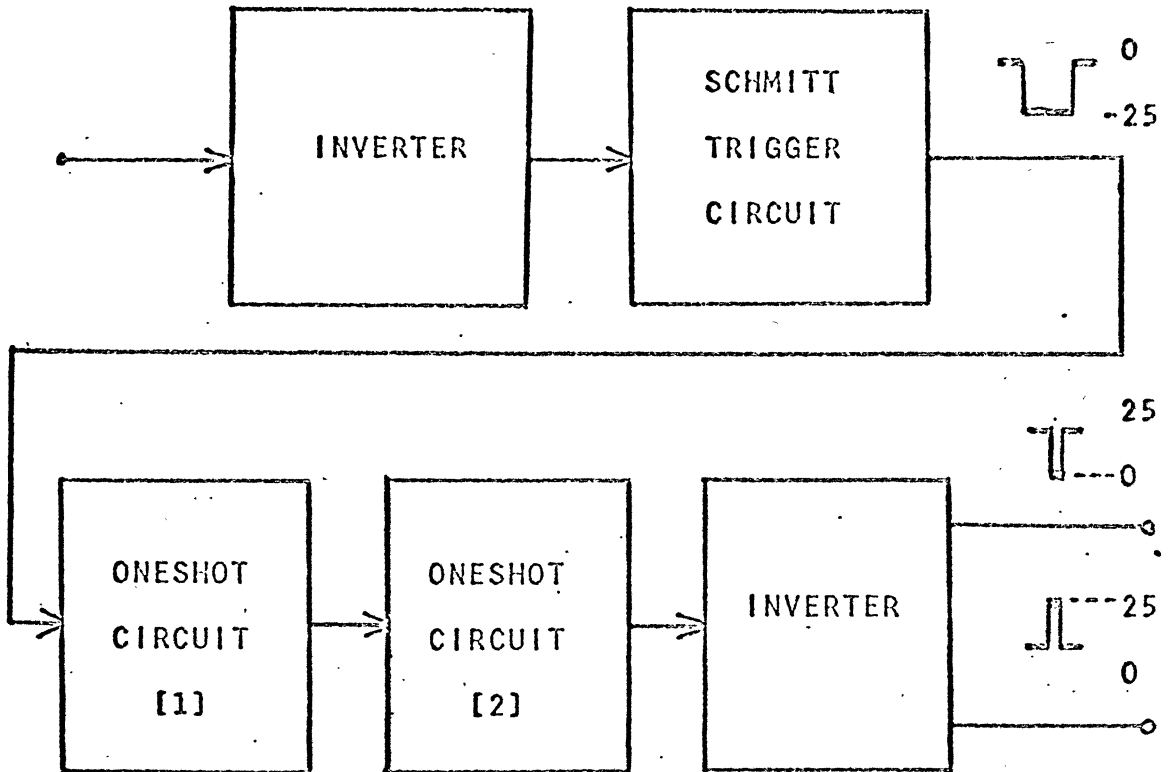 INVERTER
SCHMITT
TRIGGER
CIRCUIT
0
-25
25
0
ONESHOT
CIRCUIT
[1]
ONESHOT
CIRCUIT
[2]
INVERTER
25
0